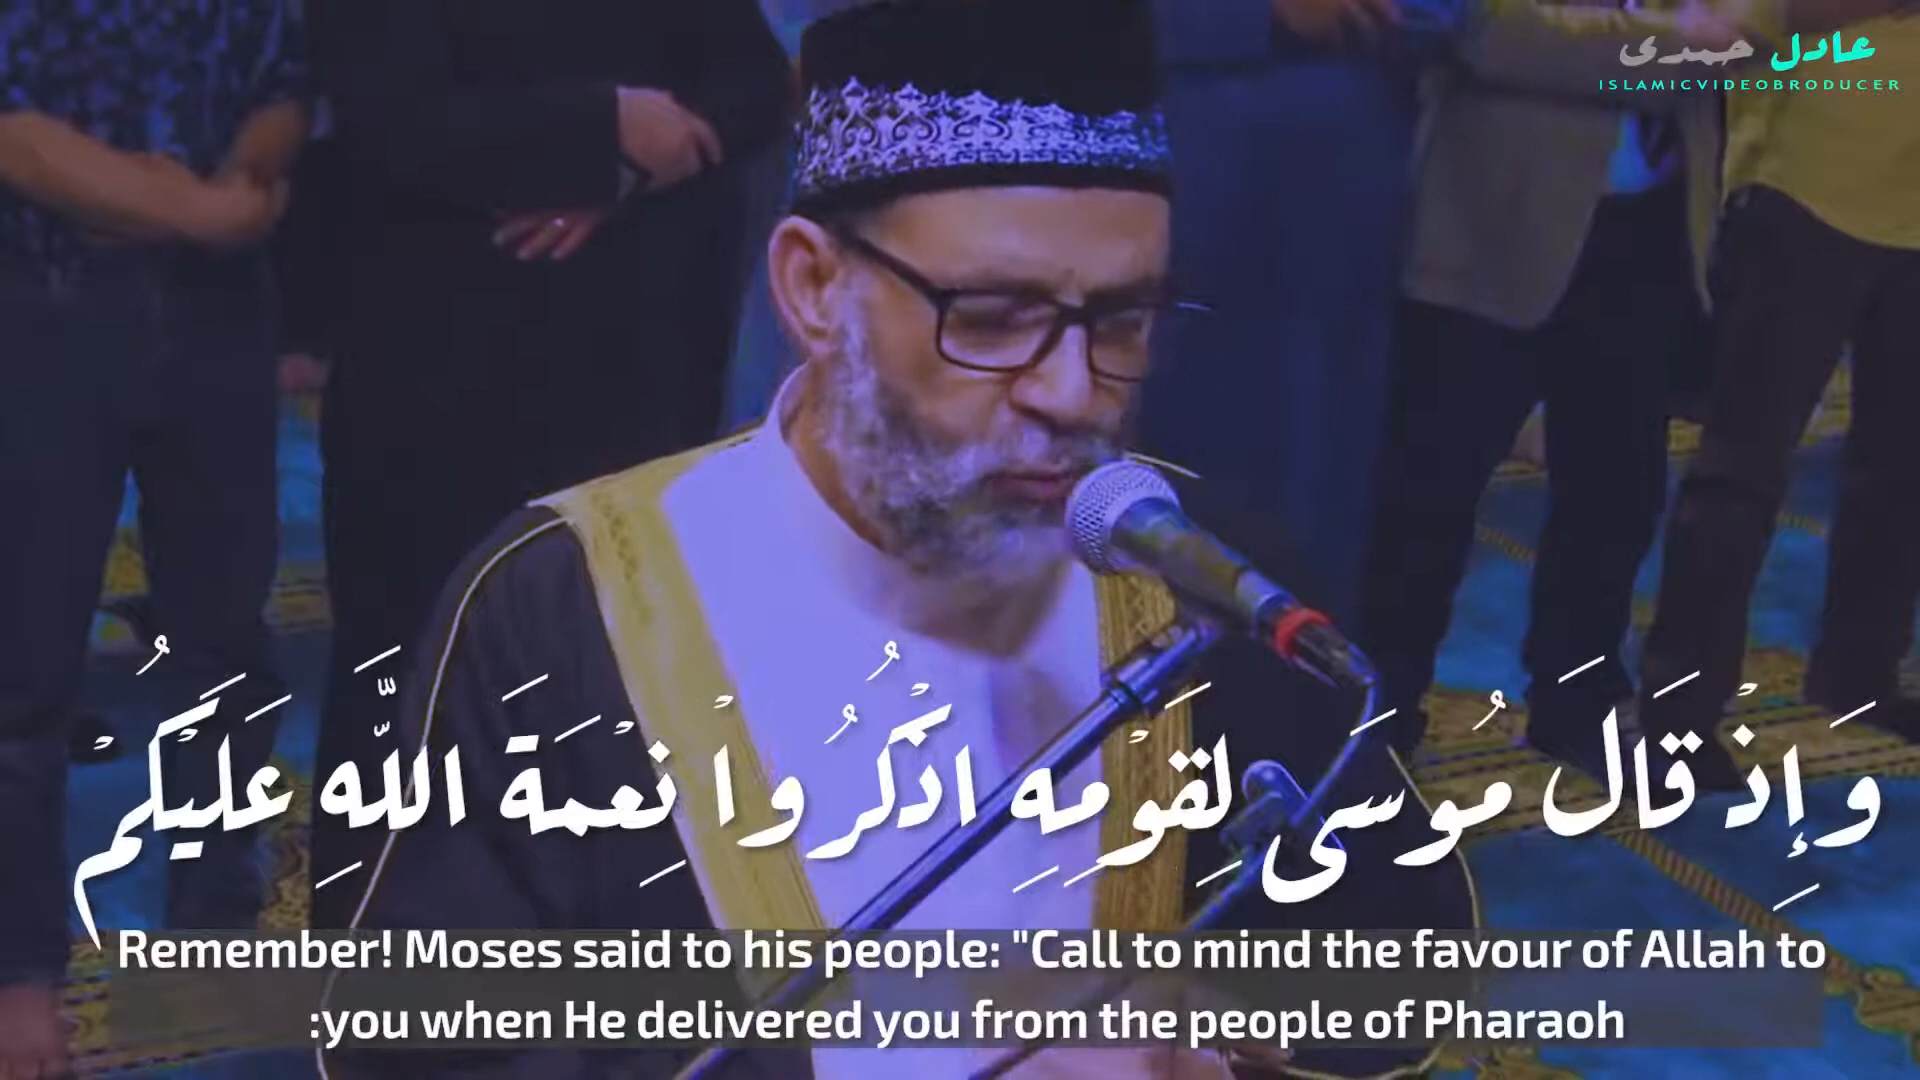 عادل حمدى
ISLAMICVIDEOBRODUCER
وَإِذْ قَالَ مُوسَى لِقَوْمِهِ اذْكُرُواْ نِعْمَةَ اللَّهِ عَلَيْكُمْ
Remember! Moses said to his people: "Call to mind the favour of Allah to
:you when He delivered you from the people of Pharaoh